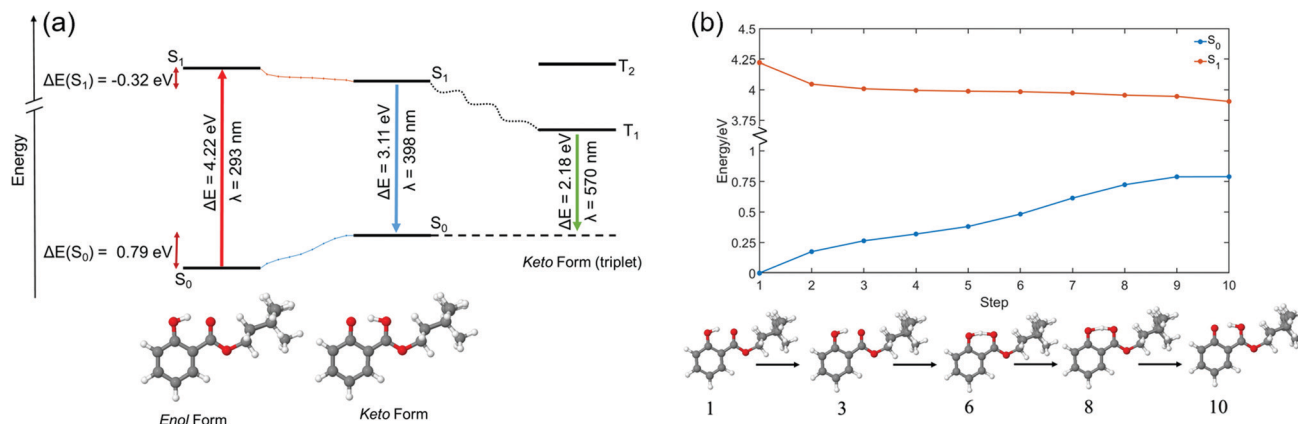 (a)
Energy
S1
ΔE(S1) = -0.32 eV
ΔE = 4.22 eV
λ = 293 nm
ΔE(S0) = 0.79 eV
S0
S1
ΔE = 3.11 eV
λ = 398 nm
S0
T2
T1
ΔE = 2.18 eV
λ = 570 nm
Keto Form (triplet)
Enol Form
Keto Form
(b)
S0
S1
Energy/eV
4.5
4.25
4
3.75
1
0.75
0.5
0.25
0
1 2 3 4 5 6 7 8 9 10
Step
1 3 6 8 10